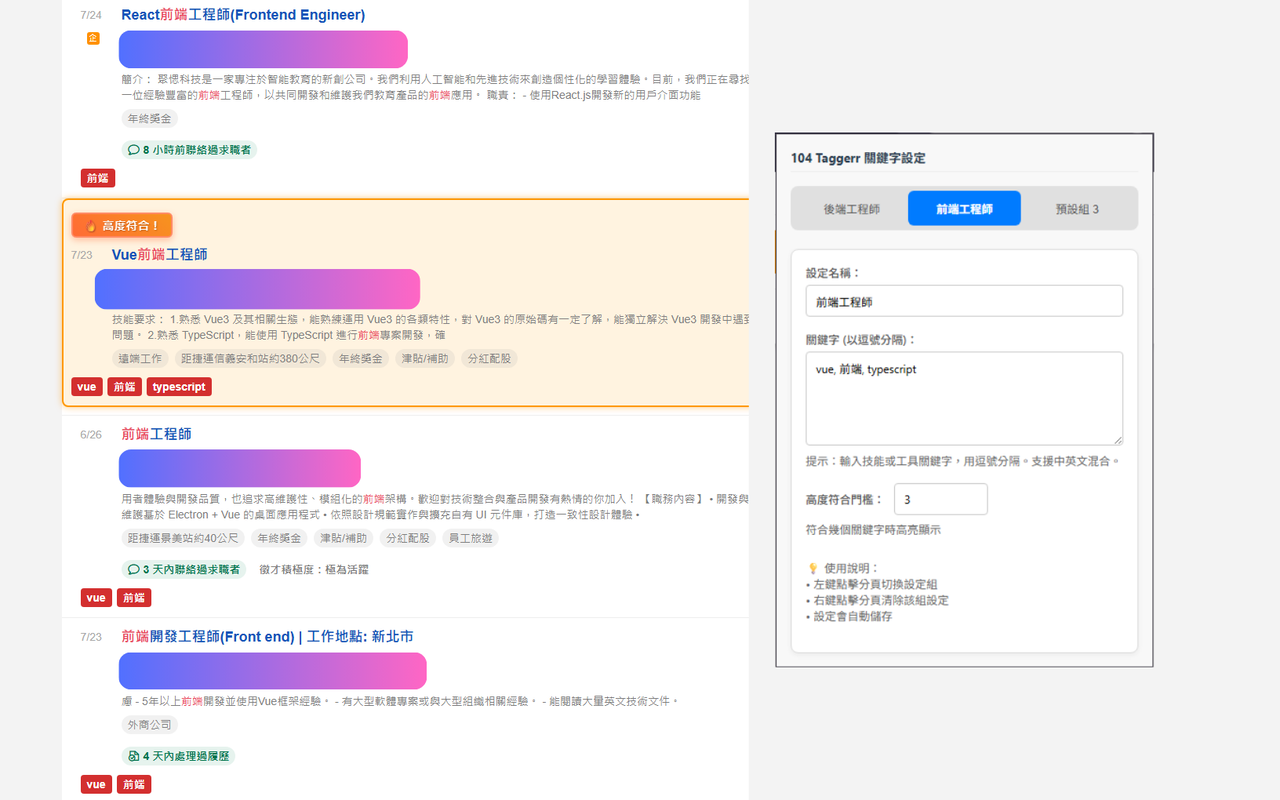 7/24
React前端工程師(Frontend Engineer)
企
簡介： 聚偲科技是一家專注於智能教育的新創公司。我們利用人工智能和先進技術來創造個性化的學習體驗。目前，我們正在尋找
一位經驗豐富的前端工程師，以共同開發和維護我們教育產品的前端應用。 職責： - 使用React.js開發新的用戶介面功能
年終獎金
8 小時前聯絡過求職者
前端
高度符合！
7/23
Vue前端工程師
技能要求： 1.熟悉 Vue3 及其相關生態，能熟練運用 Vue3 的各類特性，對 Vue3 的原始碼有一定了解，能獨立解決 Vue3 開發中遇到
問題。 2.熟悉 TypeScript，能使用 TypeScript 進行前端專案開發，確
遠端工作 距捷運信義安和站約380公尺 年終獎金 津貼/補助 分紅配股
vue 前端 typescript
6/26
前端工程師
用者體驗與開發品質，也追求高維護性、模組化的前端架構。歡迎對技術整合與產品開發有熱情的你加入！【職務內容】 • 開發與
維護基於 Electron + Vue 的桌面應用程式 • 依照設計規範實作與擴充自有 UI 元件庫，打造一致性設計體驗 •
距捷運景美站約40公尺 年終獎金 津貼/補助 分紅配股 員工旅遊
3 天內聯絡過求職者 徵才積極度：極為活躍
vue 前端
7/23
前端開發工程師(Front end) | 工作地點: 新北市
慮 - 5年以上前端開發並使用Vue框架經驗。 - 有大型軟體專案或與大型組織相關經驗。 - 能閱讀大量英文技術文件。
外商公司
4 天內處理過履歷
vue 前端
104 Taggerr 關鍵字設定
後端工程師 前端工程師 預設組 3
設定名稱：
前端工程師
關鍵字 (以逗號分隔)：
vue, 前端, typescript
提示：輸入技能或工具關鍵字，用逗號分隔。支援中英文混合。
高度符合門檻： 3
符合幾個關鍵字時高亮顯示
使用說明：
• 左鍵點擊分頁切換設定組
• 右鍵點擊分頁清除該組設定
• 設定會自動儲存